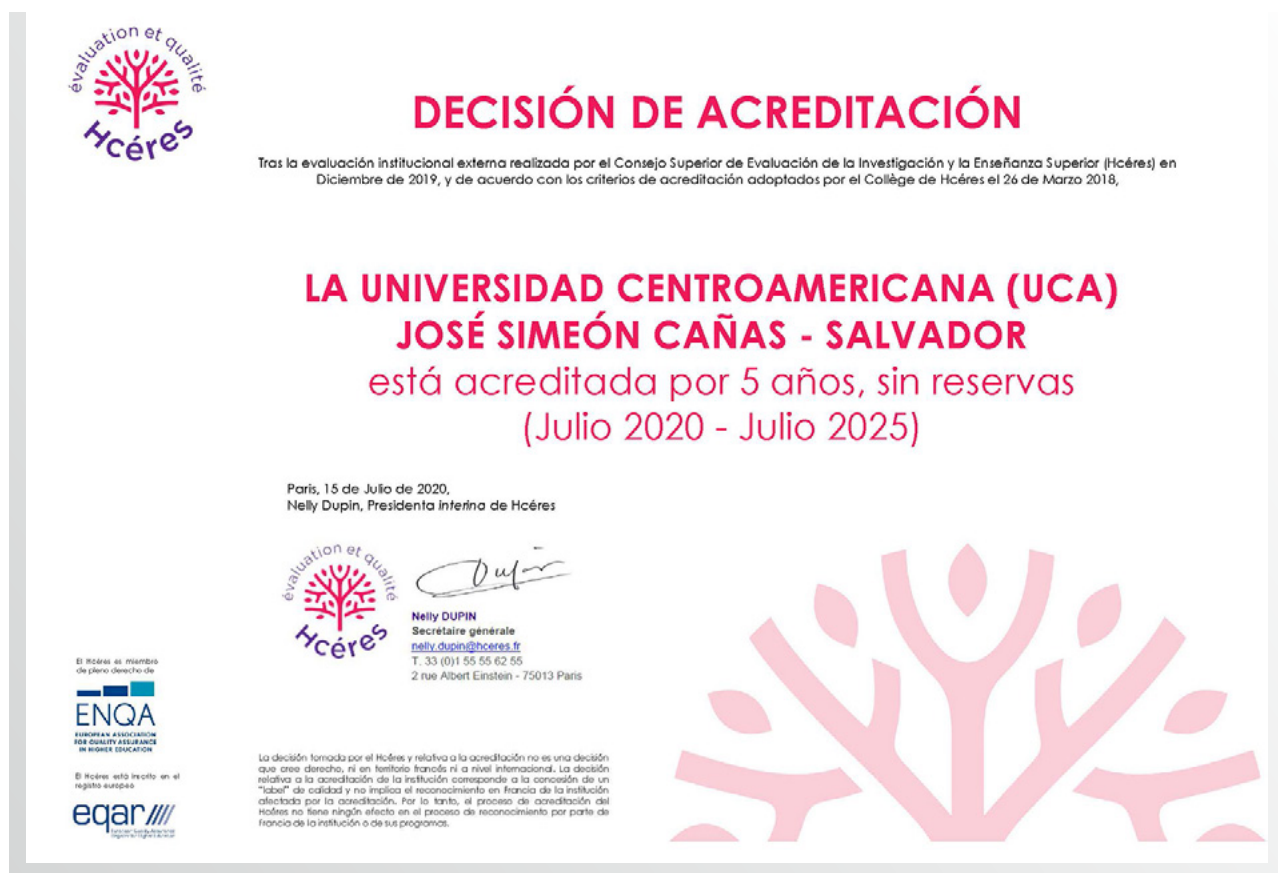 évaluation et qualité
Hcéres
DECISIÓN DE ACREDITACIÓN
Tras la evaluación institucional externa realizada por el Consejo Superior de Evaluación de la Investigación y la Enseñanza Superior (Hcéres) en
Diciembre de 2019, y de acuerdo con los criterios de acreditación adoptados por el Collège de Hcéres el 26 de Marzo 2018,
LA UNIVERSIDAD CENTROAMERICANA (UCA)
JOSÉ SIMEÓN CAÑAS - SALVADOR
está acreditada por 5 años, sin reservas
(Julio 2020 - Julio 2025)
Paris, 15 de Julio de 2020,
Nelly Dupin, Presidenta interina de Hcéres
évaluation et qualité
Hcéres
Dupin
Nelly DUPIN
Secrétaire générale
nelly.dupin@hceres.fr
T. 33 (0)1 55 55 62 55
2 rue Albert Einstein - 75013 Paris
El Hcéres es miembro
de pleno derecho de
ENQA
EUROPEAN ASSOCIATION
FOR QUALITY ASSURANCE
IN HIGHER EDUCATION
El Hcéres está inscrito en el
registro europeo
eqar////
European Quality Assurance
Register for Higher Education
La decisión tomada por el Hcéres y relativa a la acreditación no es una decisión
que cree derecho, ni en territorio francés ni a nivel internacional. La decisión
relativa a la acreditación de la institución corresponde a la concesión de un
"label" de calidad y no implica el reconocimiento en Francia de la institución
afectada por la acreditación. Por lo tanto, el proceso de acreditación del
Hcéres no tiene ningún efecto en el proceso de reconocimiento por parte de
Francia de la institución o de sus programas.